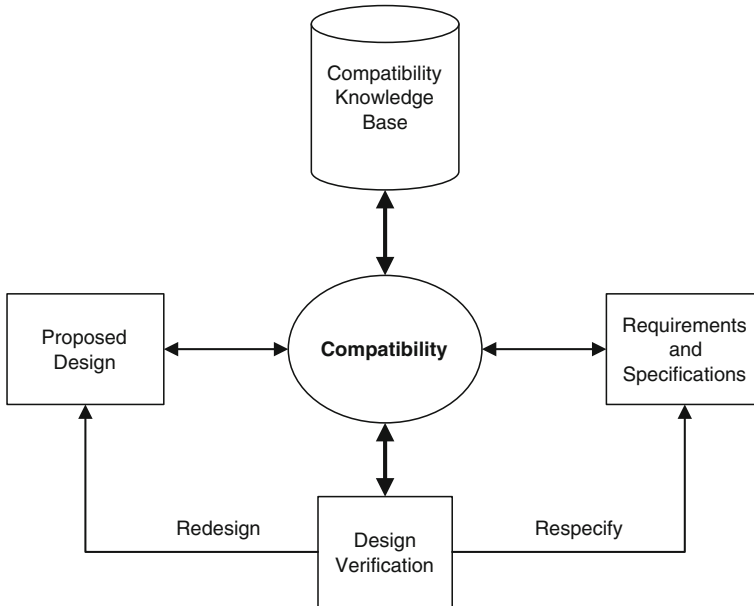 Compatibility
Knowledge
Base
Proposed
Design
Compatibility
Requirements
and
Specifications
Redesign
Respecify
Design
Verification